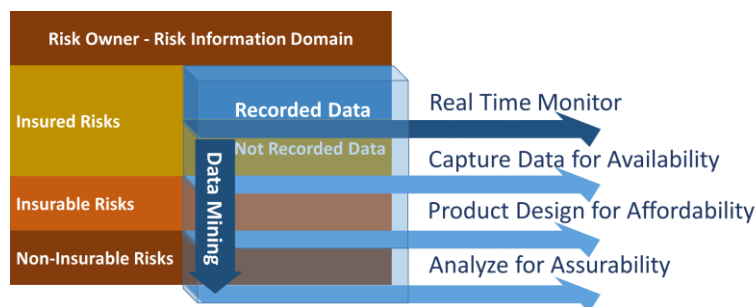 Risk Owner - Risk Information Domain
Recorded Data
Real Time Monitor
Insured Risks
Not Recorded Data
Capture Data for Availability
Data Mining
Insurable Risks
Product Design for Affordability
Non-Insurable Risks
Analyze for Assurability